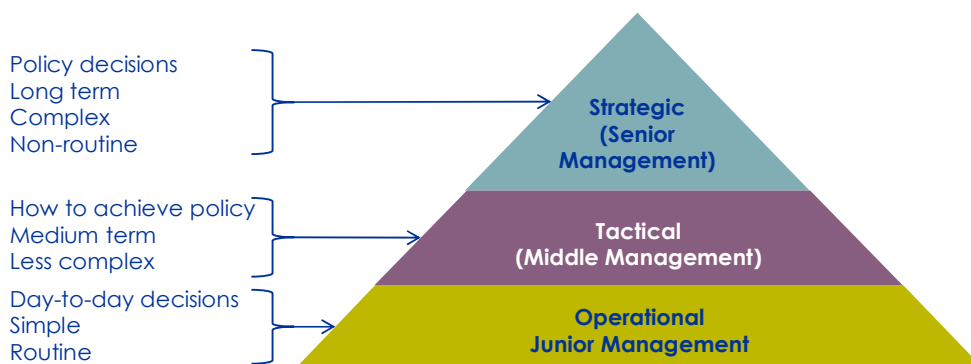 Policy decisions
Long term
Complex
Non-routine
Strategic
(Senior
Management)
How to achieve policy
Medium term
Less complex
Tactical
(Middle Management)
Day-to-day decisions
Simple
Routine
Operational
Junior Management